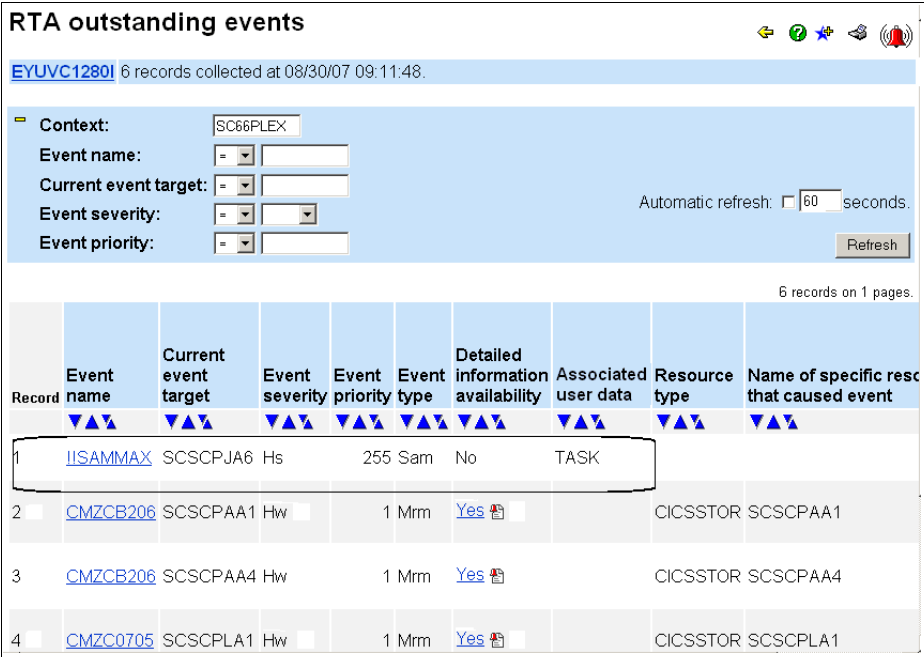 RTA outstanding events
EYUVC1280I 6 records collected at 08/30/07 09:11:48.
Context: SC66PLEX
Event name: =
Current event target: =
Automatic refresh: 60 seconds.
Event severity: =
Event priority: =
Refresh
6 records on 1 pages.
Record
Event name
Current event target
Event severity
Event priority
Event type
Detailed information availability
Associated user data
Resource type
Name of specific reso
that caused event
1 !!SAMMAX SCSCPJA6 Hs 255 Sam No TASK
2 CMZCB206 SCSCPAA1 Hw 1 Mrm Yes CICSSTOR SCSCPAA1
3 CMZCB206 SCSCPAA4 Hw 1 Mrm Yes CICSSTOR SCSCPAA4
4 CMZC0705 SCSCPLA1 Hw 1 Mrm Yes CICSSTOR SCSCPLA1